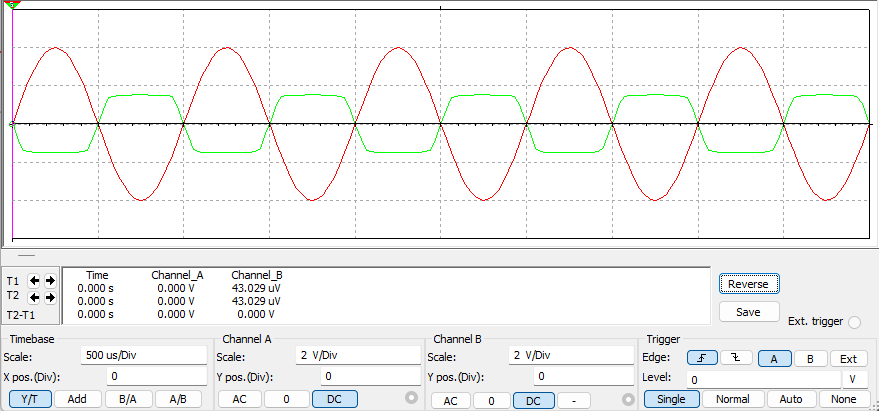 Time Channel_A Channel_B
T1 0.000 s 0.000 V 43.029 uV
T2 0.000 s 0.000 V 43.029 uV
T2-T1 0.000 s 0.000 V 0.000 V
Reverse
Save
Ext. trigger
Timebase Channel A Channel B Trigger
Scale: 500 us/Div Scale: 2 V/Div Scale: 2 V/Div Edge: A B Ext
X pos.(Div): 0 Y pos.(Div): 0 Y pos.(Div): 0 Level: 0 V
Y/T Add B/A A/B AC 0 DC AC 0 DC - Single Normal Auto None